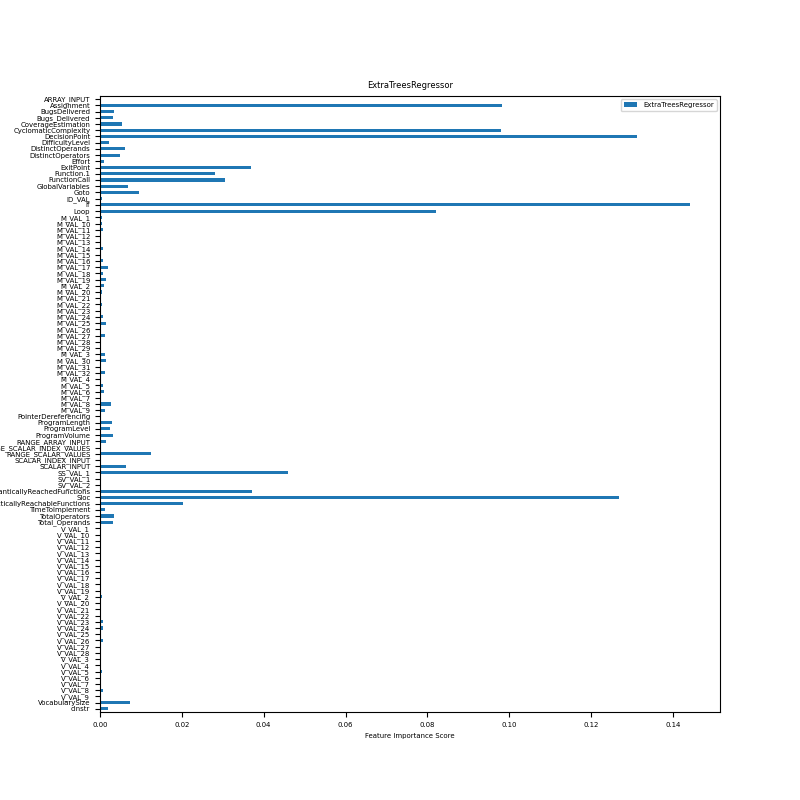 ExtraTreesRegressor
ExtraTreesRegressor
ARRAY_INPUT
Assignment
BugsDelivered
Bugs_Delivered
CoverageEstimation
CyclomaticComplexity
DecisionPoint
DifficultyLevel
DistinctOperands
DistinctOperators
Effort
ExitPoint
Function.1
FunctionCall
GlobalVariables
Goto
ID_VAL
If
Loop
M_VAL_1
M_VAL_10
M_VAL_11
M_VAL_12
M_VAL_13
M_VAL_14
M_VAL_15
M_VAL_16
M_VAL_17
M_VAL_18
M_VAL_19
M_VAL_2
M_VAL_20
M_VAL_21
M_VAL_22
M_VAL_23
M_VAL_24
M_VAL_25
M_VAL_26
M_VAL_27
M_VAL_28
M_VAL_29
M_VAL_3
M_VAL_30
M_VAL_31
M_VAL_32
M_VAL_4
M_VAL_5
M_VAL_6
M_VAL_7
M_VAL_8
M_VAL_9
PointerDereferencing
ProgramLength
ProgramLevel
ProgramVolume
RANGE_ARRAY_INPUT
E_SCALAR_INDEX_VALUES
RANGE_SCALAR_VALUES
SCALAR_INDEX_INPUT
SCALAR_INPUT
SS_VAL_1
SV_VAL_1
SV_VAL_2
anticallyReachedFunctions
Sloc
ticallyReachableFunctions
TimeToImplement
TotalOperators
Total_Operands
V_VAL_1
V_VAL_10
V_VAL_11
V_VAL_12
V_VAL_13
V_VAL_14
V_VAL_15
V_VAL_16
V_VAL_17
V_VAL_18
V_VAL_19
V_VAL_2
V_VAL_20
V_VAL_21
V_VAL_22
V_VAL_23
V_VAL_24
V_VAL_25
V_VAL_26
V_VAL_27
V_VAL_28
V_VAL_3
V_VAL_4
V_VAL_5
V_VAL_6
V_VAL_7
V_VAL_8
V_VAL_9
VocabularySize
dnstr
0.00 0.02 0.04 0.06 0.08 0.10 0.12 0.14
Feature Importance Score